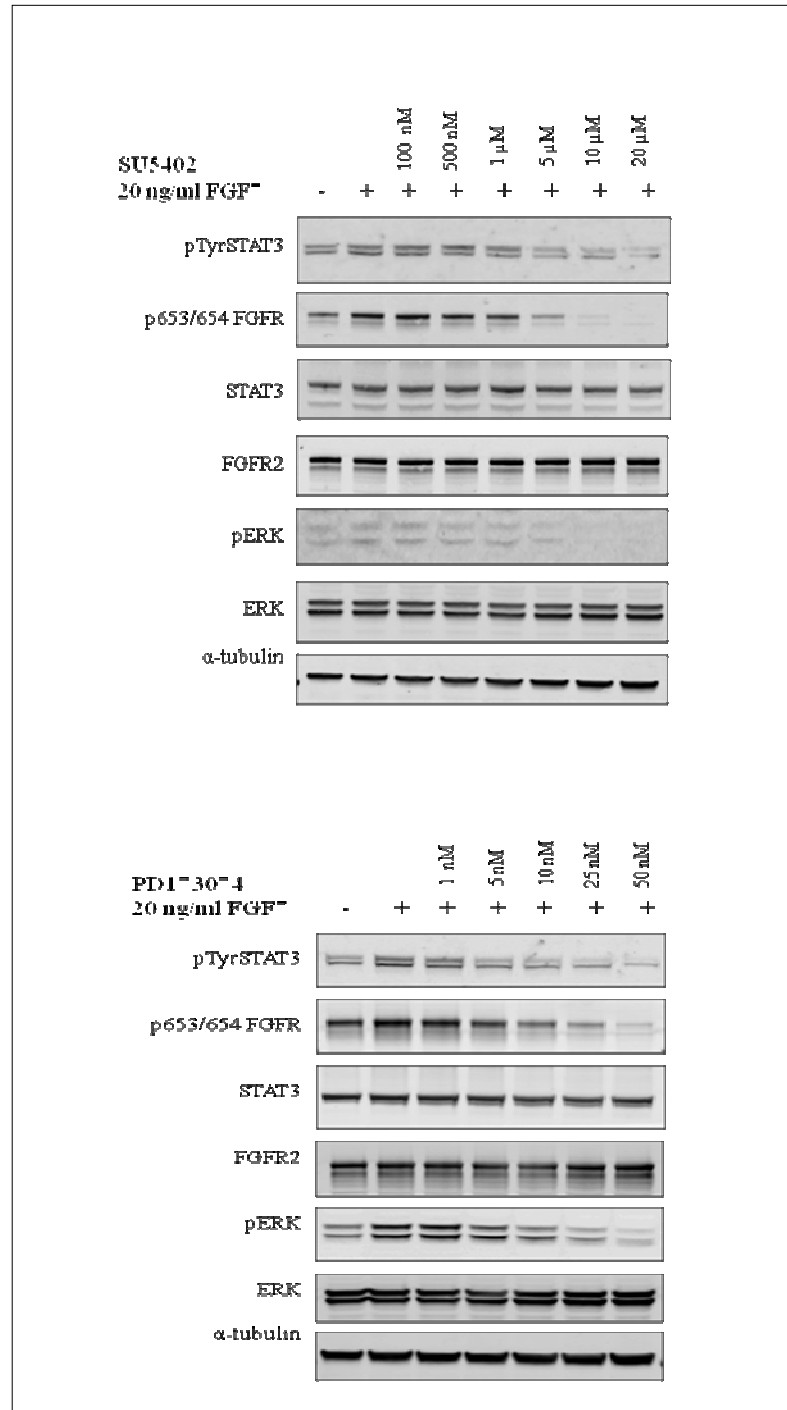 100 nM 500 nM 1 µM 5 µM 10 µM 20 µM
SU5402
20 ng/ml - + + + + + + +
pTyrSTAT3
p653/654 FGFR
STAT3
FGFR2
pERK
ERK
α-tubulin
1 nM 5 nM 10 nM 25 nM 50 nM
20 ng/ml - + + + + + +
pTyrSTAT3
p653/654 FGFR
STAT3
FGFR2
pERK
ERK
α-tubulin